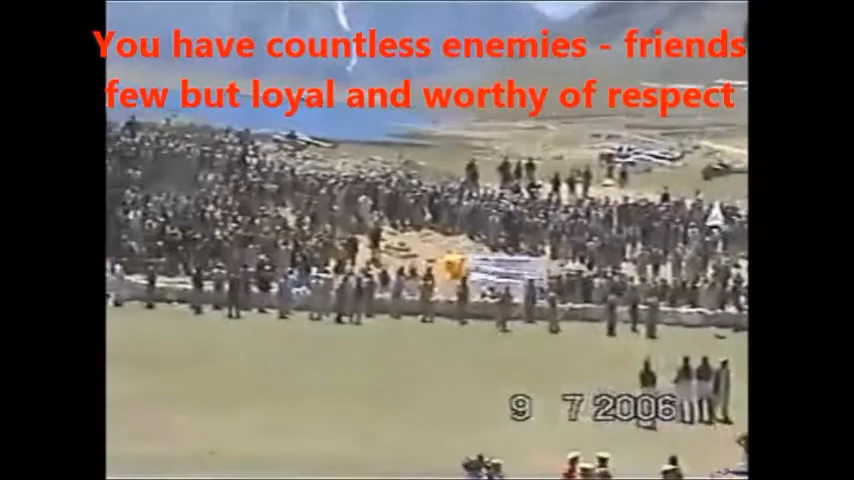 You have countless enemies - friends
few but loyal and worthy of respect
9 7 2006